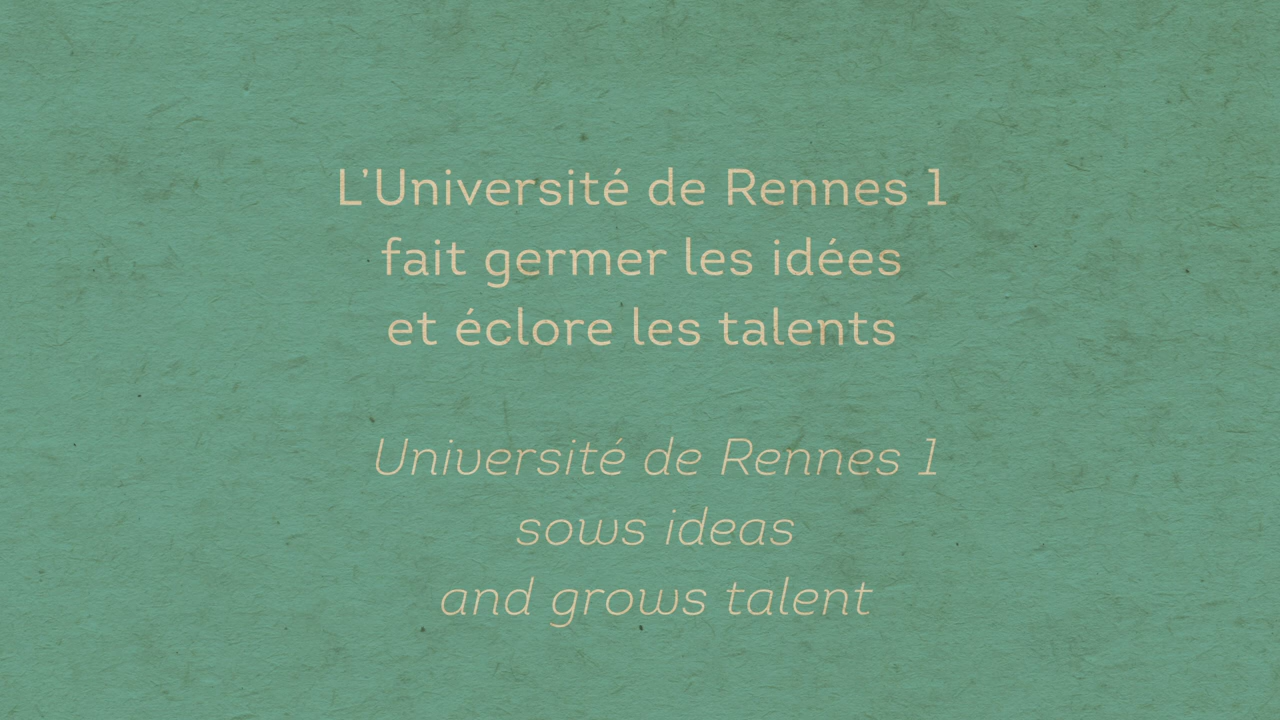 L’Université de Rennes 1
fait germer les idées
et éclore les talents
Université de Rennes 1
sows ideas
and grows talent